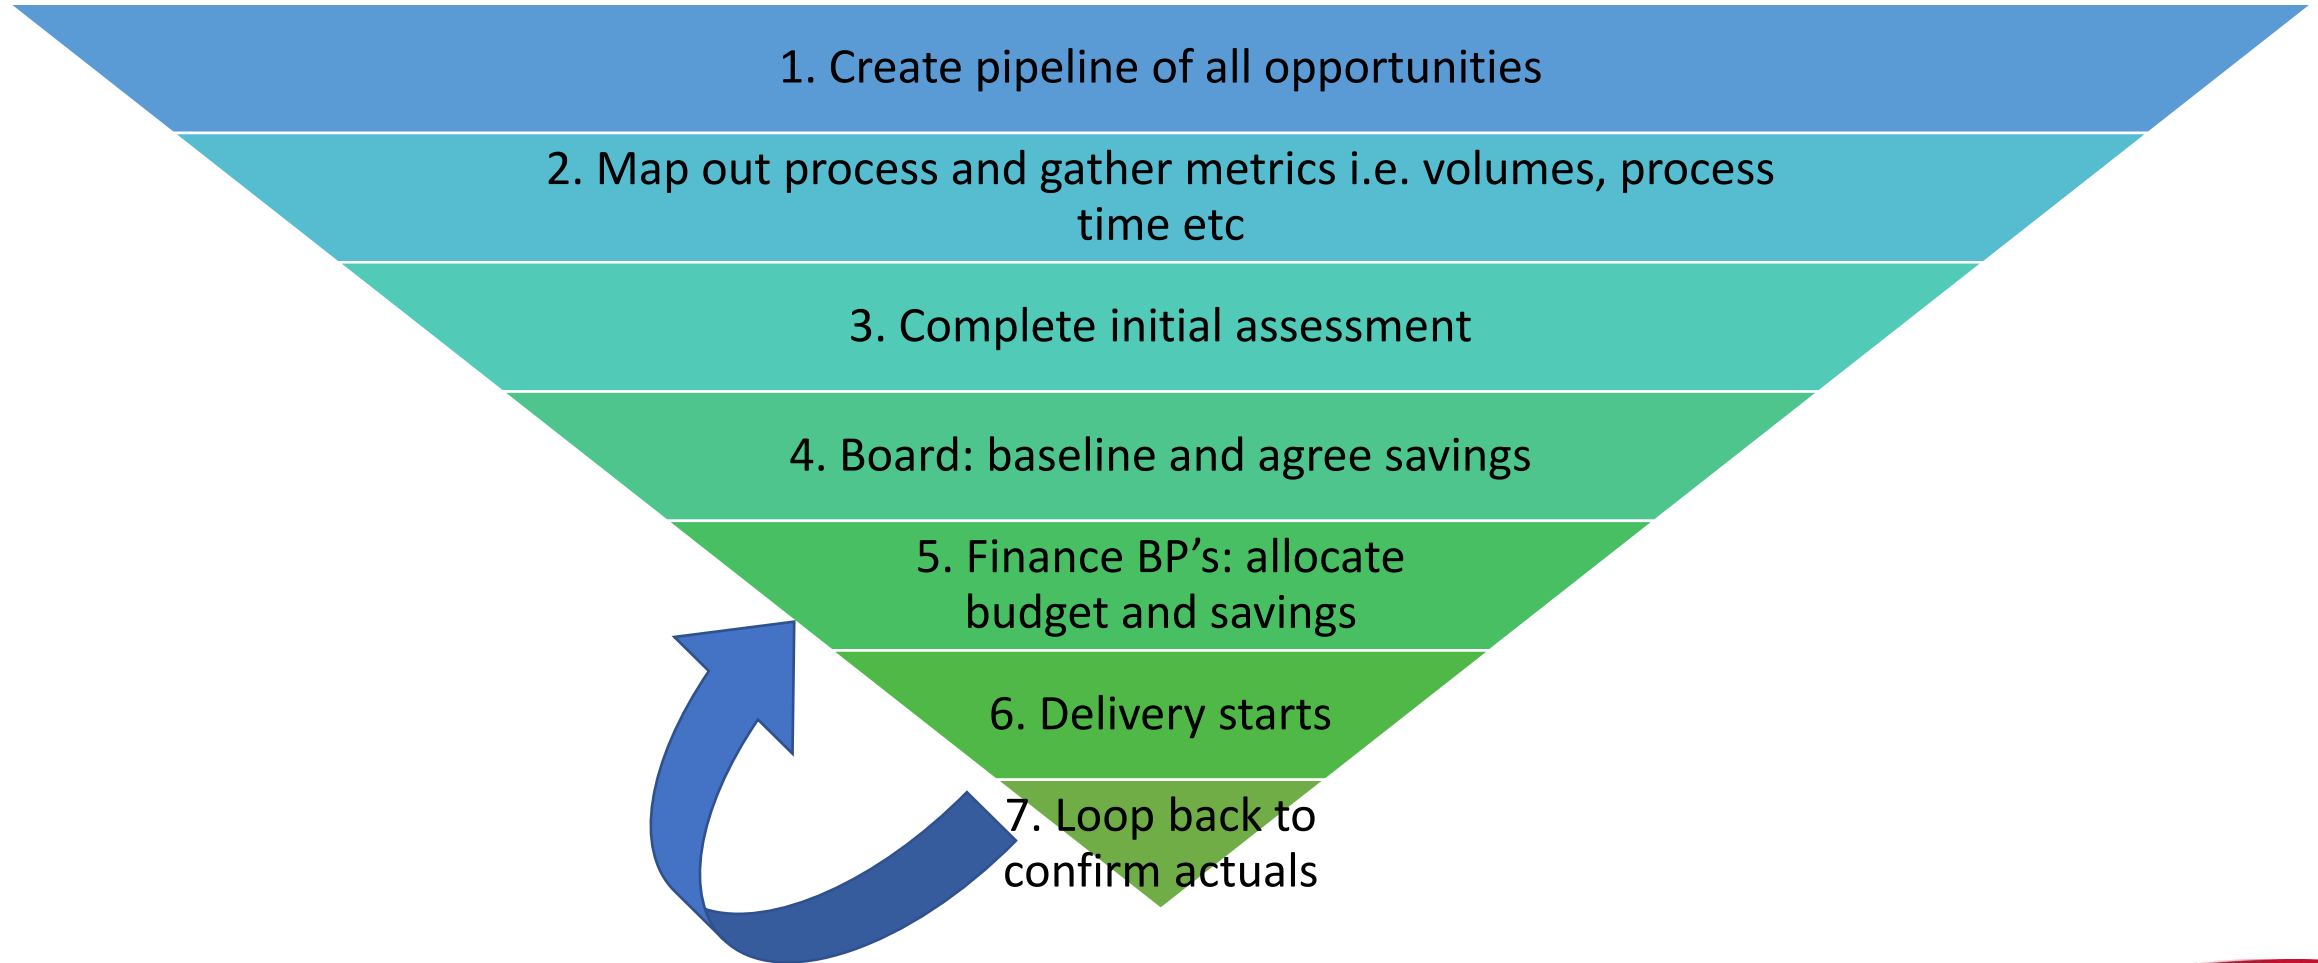 1. Create pipeline of all opportunities
2. Map out process and gather metrics i.e. volumes, process
time etc
3. Complete initial assessment
4. Board: baseline and agree savings
5. Finance BP’s: allocate
budget and savings
6. Delivery starts
7. Loop back to
confirm actuals